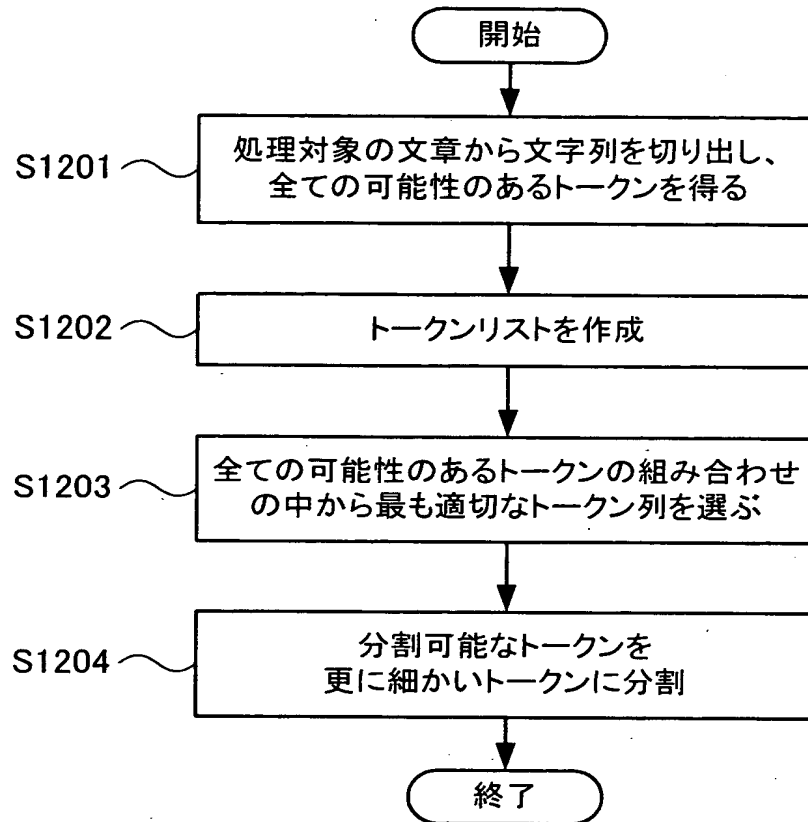 開始
S1201
処理対象の文章から文字列を切り出し、
全ての可能性のあるトークンを得る
S1202
トークンリストを作成
S1203
全ての可能性のあるトークンの組み合わせ
の中から最も適切なトークン列を選ぶ
S1204
分割可能なトークンを
更に細かいトークンに分割
終了